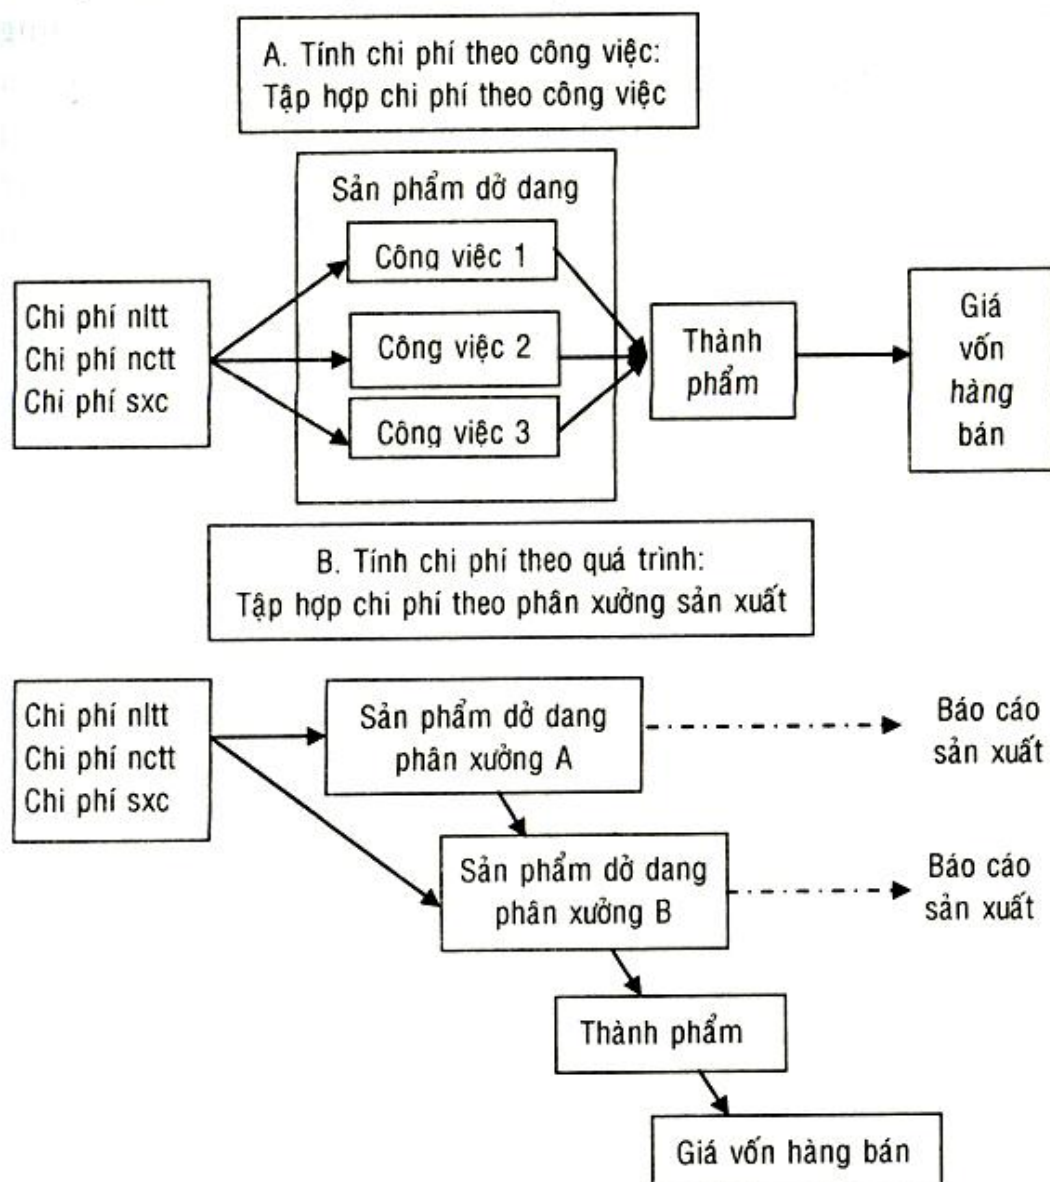 A. Tính chi phí theo công việc:
Tập hợp chi phí theo công việc
Sản phẩm dở dang
Công việc 1
Chi phí nltt
Chi phí nctt
Chi phí sxc
Công việc 2
Công việc 3
Thành
phẩm
Giá
vốn
hàng
bán
B. Tính chi phí theo quá trình:
Tập hợp chi phí theo phân xưởng sản xuất
Chi phí nltt
Chi phí nctt
Chi phí sxc
Sản phẩm dở dang
phân xưởng A
Báo cáo
sản xuất
Sản phẩm dở dang
phân xưởng B
Báo cáo
sản xuất
Thành phẩm
Giá vốn hàng bán